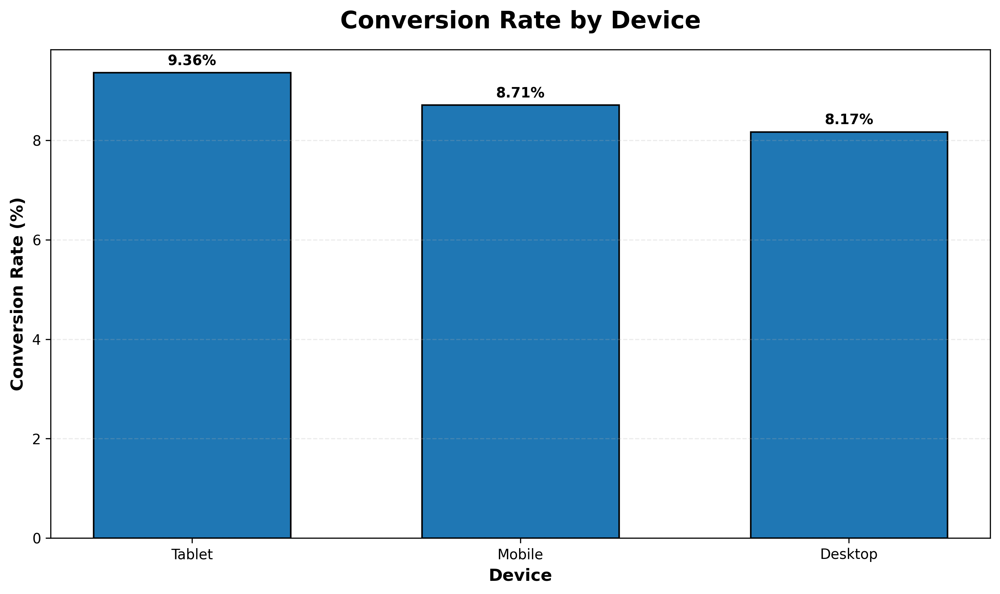 Conversion Rate by Device
9.36%
8.71%
8.17%
Conversion Rate (%)
8
6
4
2
0
Tablet
Mobile
Desktop
Device